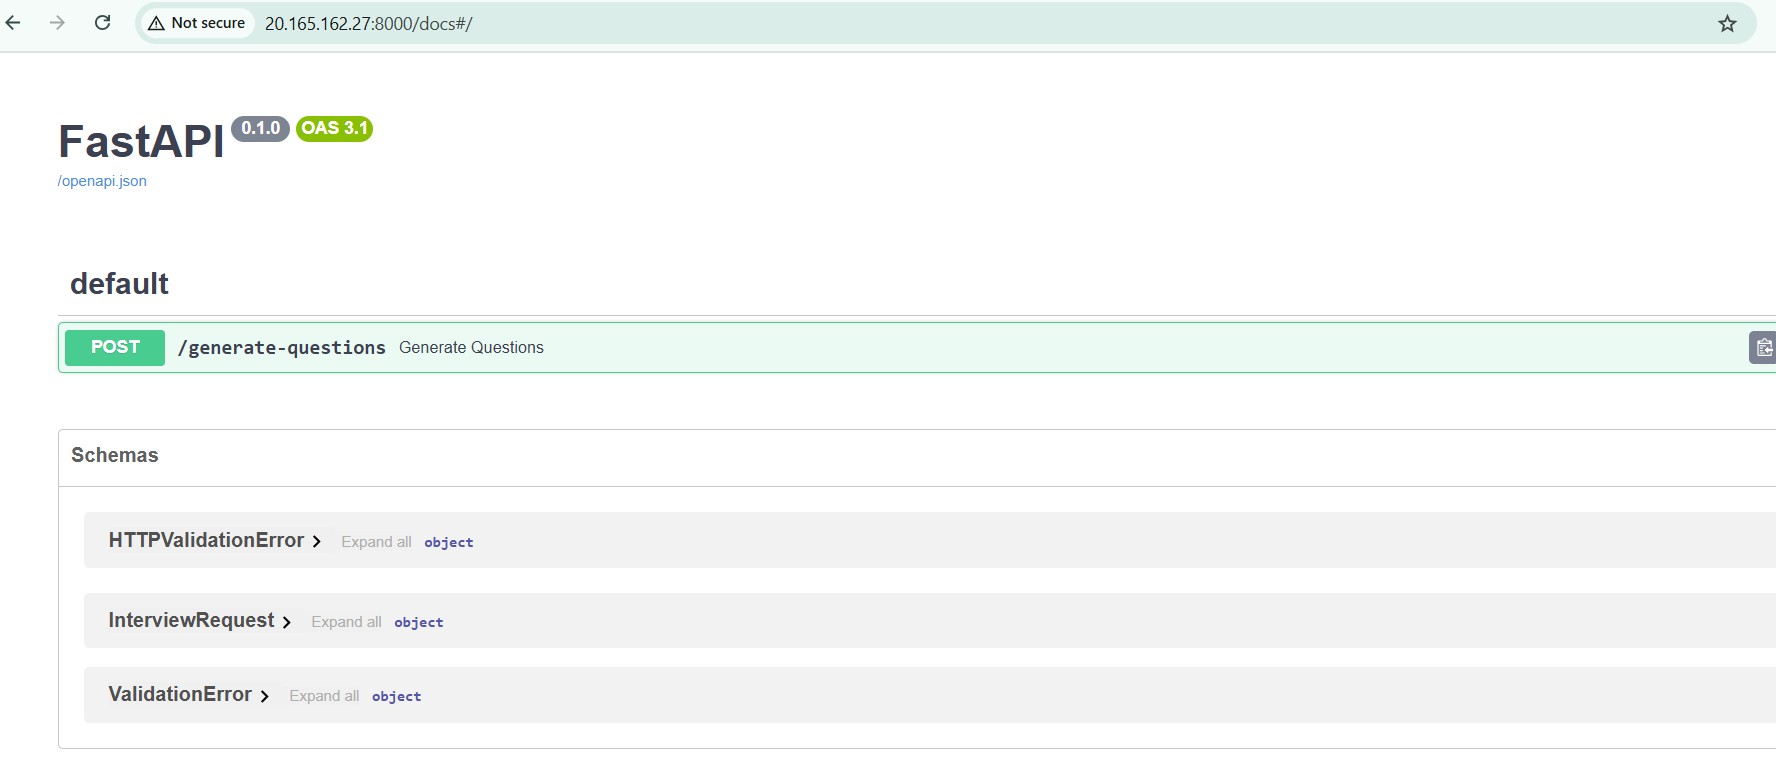 Not secure 20.165.162.27:8000/docs#/
FastAPI 0.1.0 OAS 3.1
/openapi.json
default
POST /generate-questions Generate Questions
Schemas
HTTPValidationError Expand all object
InterviewRequest Expand all object
ValidationError Expand all object